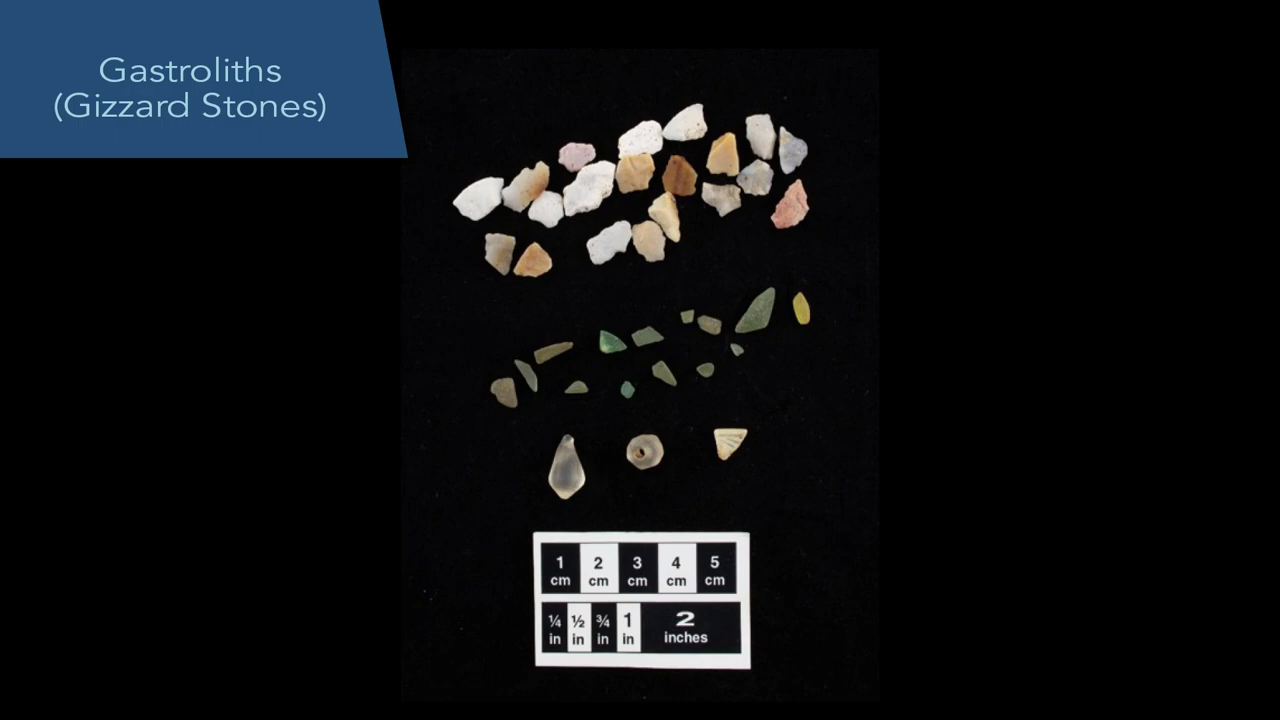 Gastroliths
(Gizzard Stones)
1 2 3 4 5
cm cm cm cm cm
¼ ½ ¾ 1 2
in in in in inches